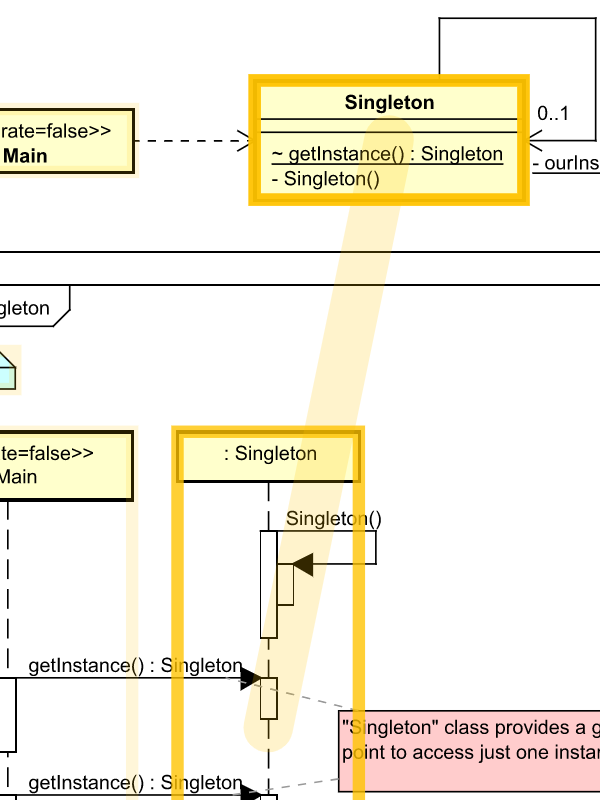 Singleton
0..1
rate=false>>
Main
~ getInstance() : Singleton
- Singleton()
- ourIns
gleton
te=false>>
Main
: Singleton
Singleton()
getInstance() : Singleton
"Singleton" class provides a g
point to access just one instan
getInstance() : Singleton